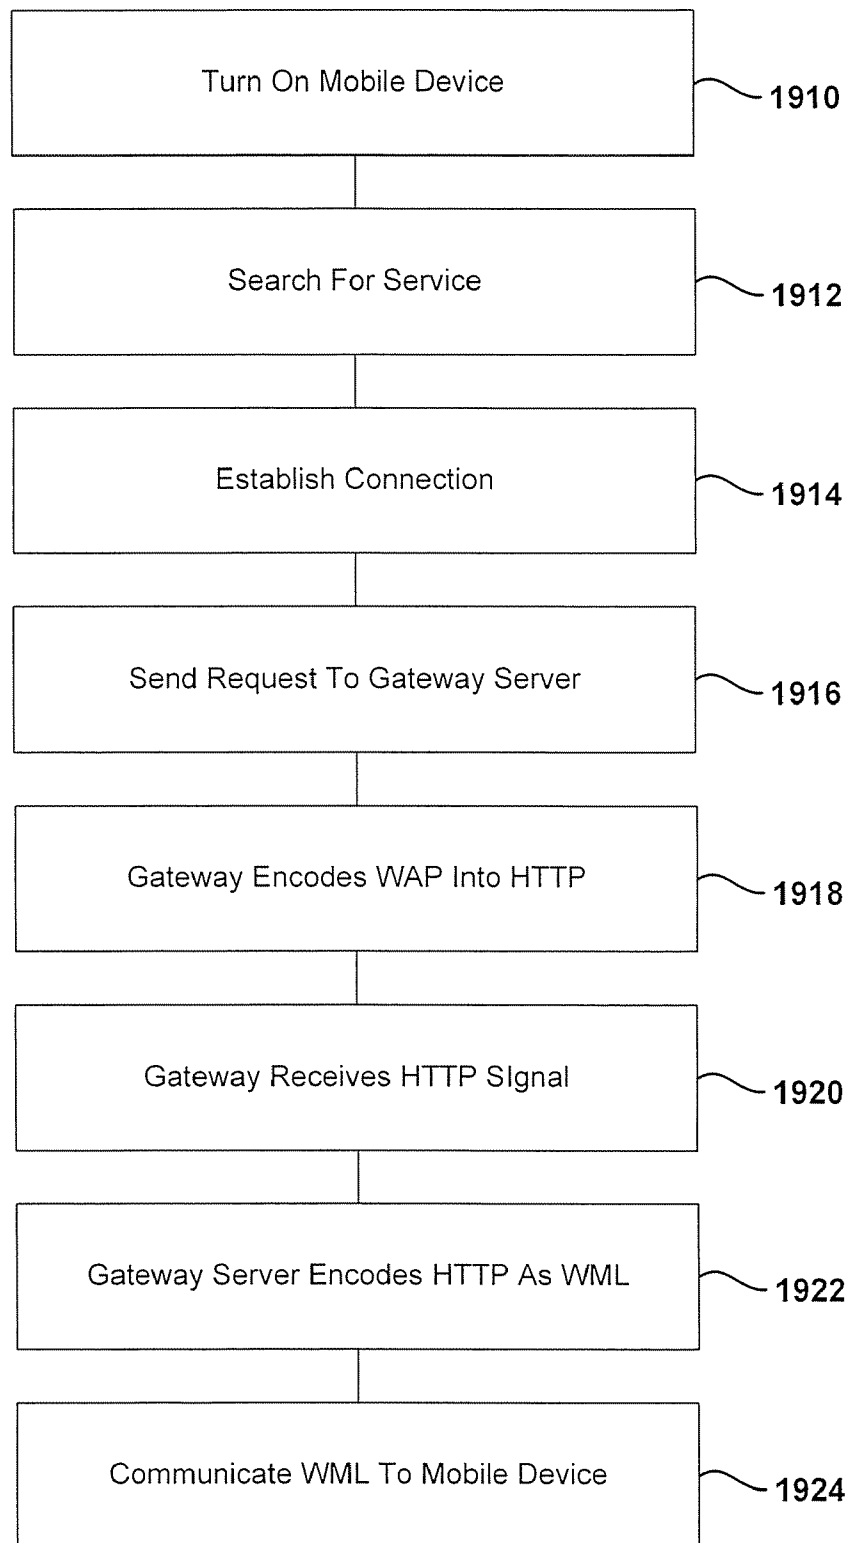 Turn On Mobile Device
1910
Search For Service
1912
Establish Connection
1914
Send Request To Gateway Server
1916
Gateway Encodes WAP Into HTTP
1918
Gateway Receives HTTP SIgnal
1920
Gateway Server Encodes HTTP As WML
1922
Communicate WML To Mobile Device
1924